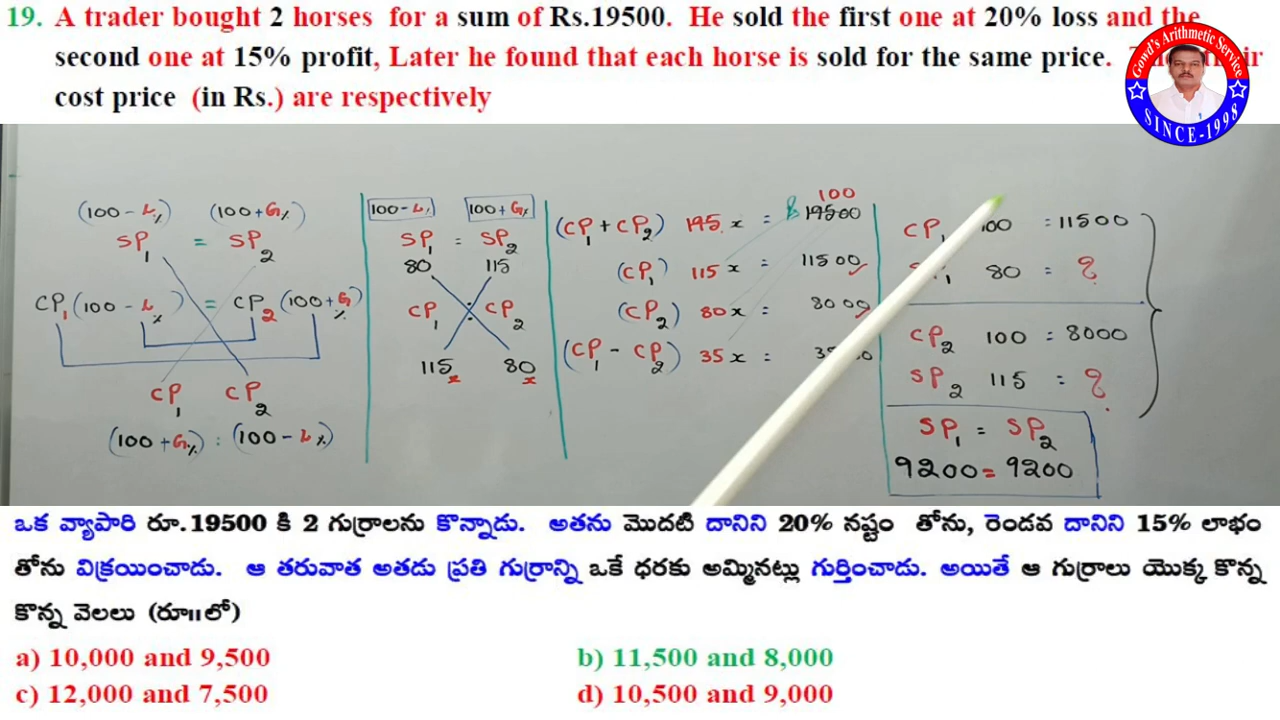 19. A trader bought 2 horses for a sum of Rs.19500. He sold the first one at 20% loss and the
second one at 15% profit, Later he found that each horse is sold for the same price.
cost price (in Rs.) are respectively
Gowd's Arithmetic Service
SINCE-1998
(100 - L%) (100 + G%)
SP1 = SP2
CP1 (100 - L%) = CP2 (100 + G%)
CP1 CP2
(100 + G%) : (100 - L%)
100 - L% 100 + G%
SP1 = SP2
80 115
CP1 : CP2
115x 80x
100
(CP1 + CP2) 195x = 19500
(CP1) 115x = 11500
(CP2) 80x = 8000
(CP1 - CP2) 35x =
CP1 100 = 11500
80 = ?
CP2 100 = 8000
SP2 115 = ?
SP1 = SP2
9200 = 9200
ఒక వ్యాపారి రూ.19500 కి 2 గుర్రాలను కొన్నాడు. అతను మొదటి దానిని 20% నష్టం తోను, రెండవ దానిని 15% లాభం
తోను విక్రయించాడు. ఆ తరువాత అతడు ప్రతి గుర్రాన్ని ఒకే ధరకు అమ్మినట్లు గుర్తించాడు. అయితే ఆ గుర్రాలు యొక్క కొన్న
కొన్న వెలలు (రూ॥లో)
a) 10,000 and 9,500 b) 11,500 and 8,000
c) 12,000 and 7,500 d) 10,500 and 9,000